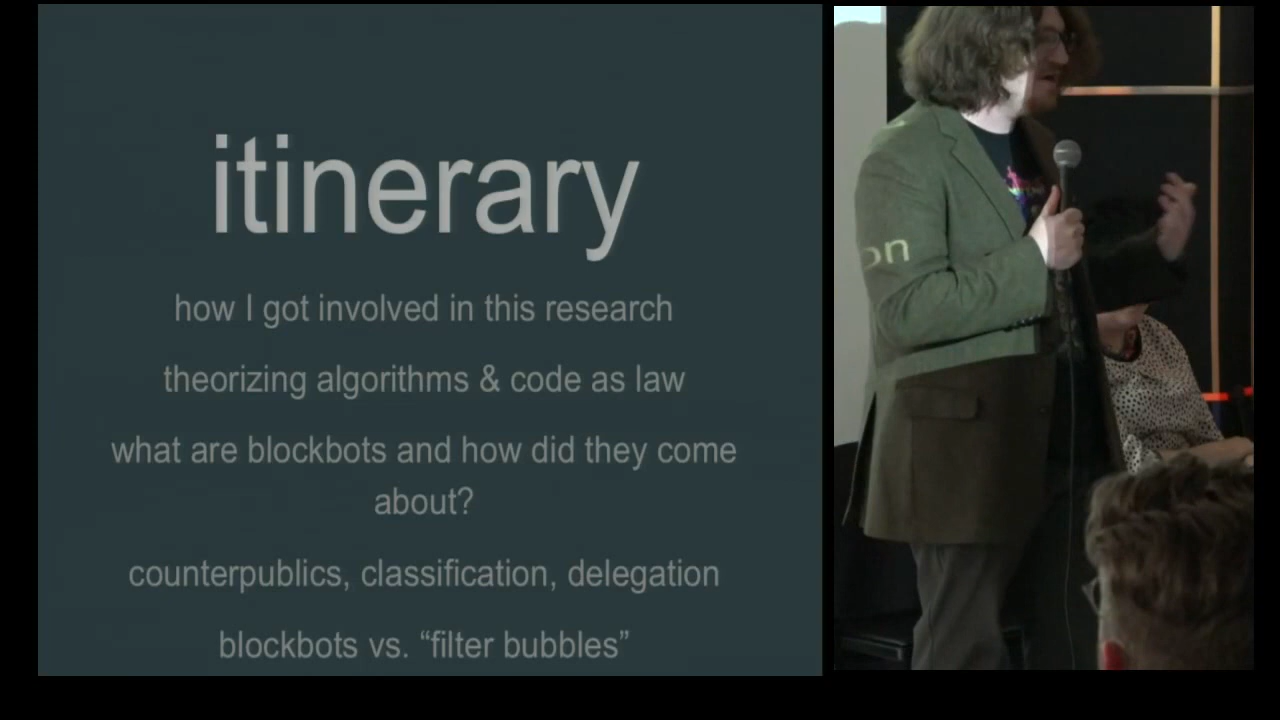 itinerary
how I got involved in this research
theorizing algorithms & code as law
what are blockbots and how did they come
about?
counterpublics, classification, delegation
blockbots vs. “filter bubbles”
on